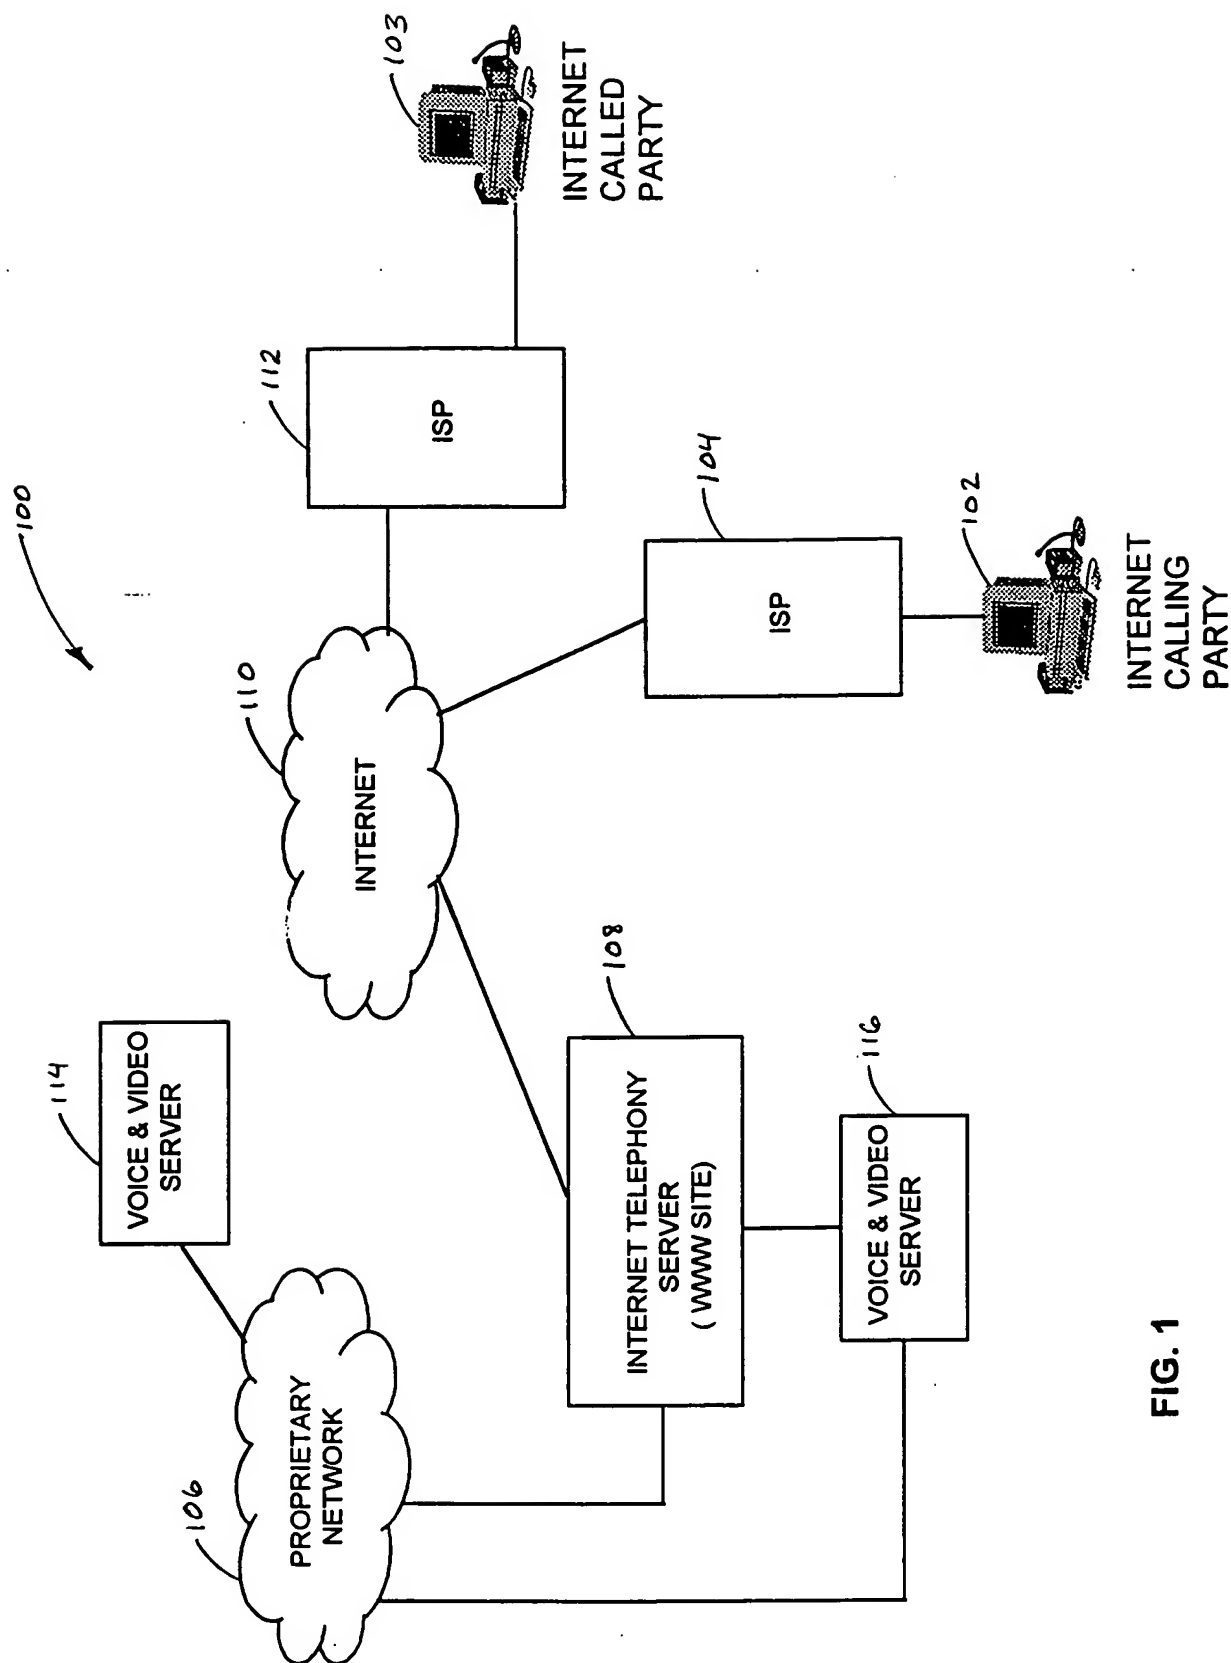 100
106
PROPRIETARY
NETWORK
114
VOICE & VIDEO
SERVER
110
INTERNET
112
ISP
103
INTERNET
CALLED
PARTY
108
INTERNET TELEPHONY
SERVER
( WWW SITE)
104
ISP
116
VOICE & VIDEO
SERVER
102
INTERNET
CALLING
PARTY
FIG. 1